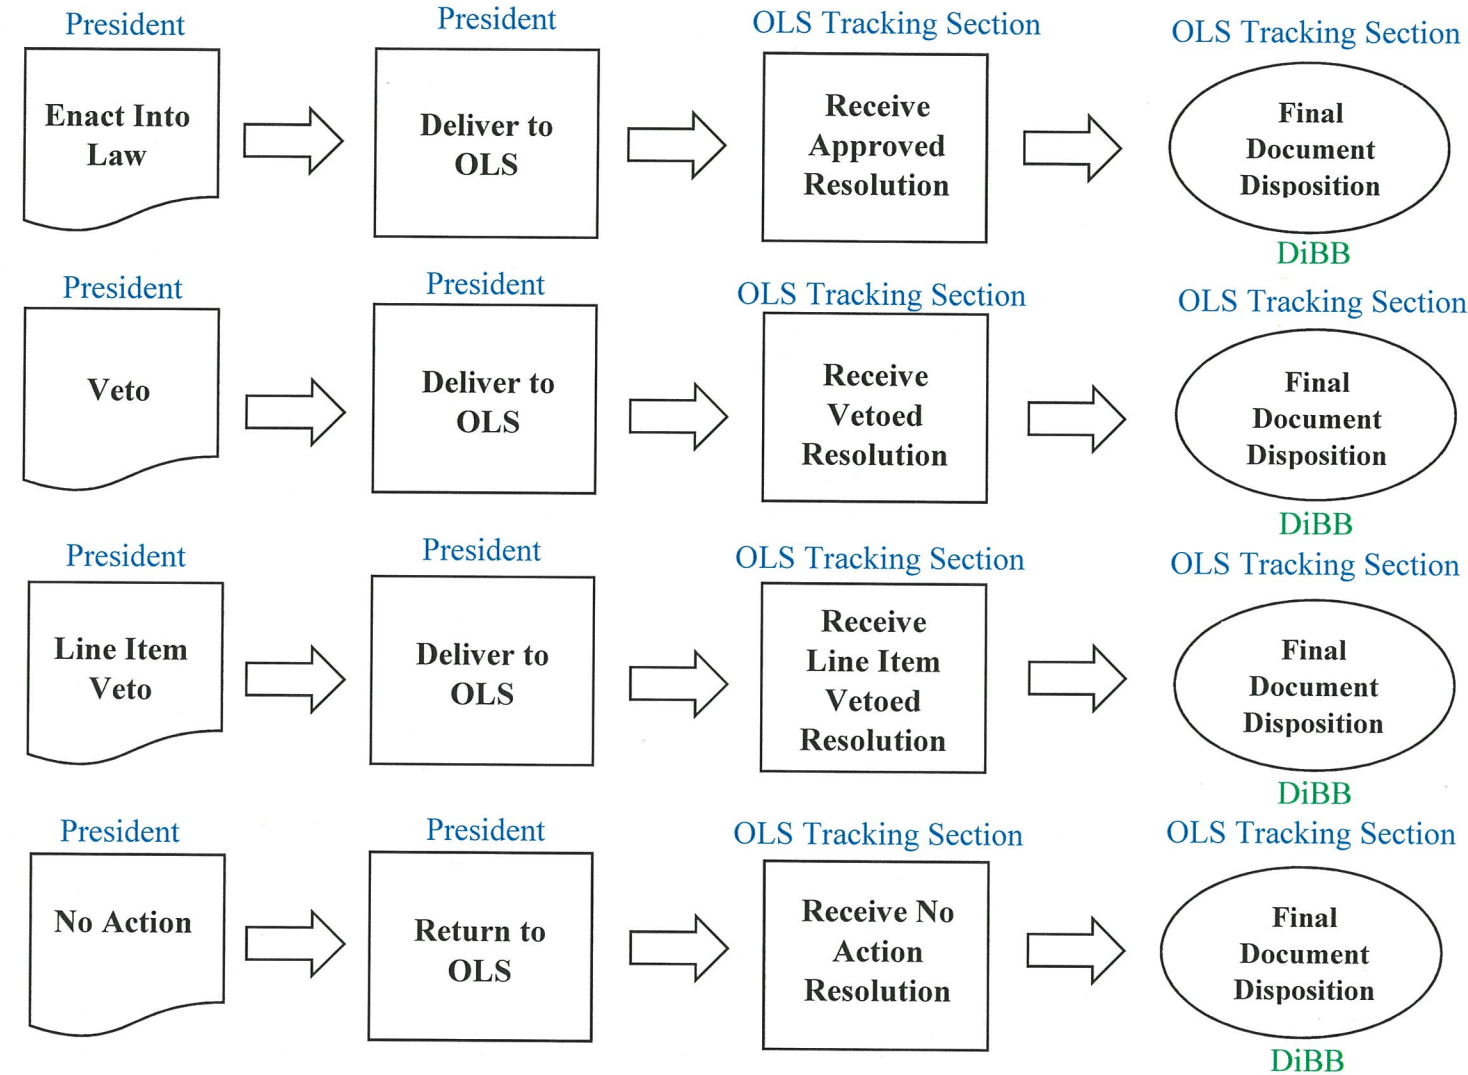 President
President
OLS Tracking Section
OLS Tracking Section
Enact Into
Law
Deliver to
OLS
Receive
Approved
Resolution
Final
Document
Disposition
DiBB
President
President
OLS Tracking Section
OLS Tracking Section
Veto
Deliver to
OLS
Receive
Vetoed
Resolution
Final
Document
Disposition
DiBB
President
President
OLS Tracking Section
OLS Tracking Section
Line Item
Veto
Deliver to
OLS
Receive
Line Item
Vetoed
Resolution
Final
Document
Disposition
DiBB
President
President
OLS Tracking Section
OLS Tracking Section
No Action
Return to
OLS
Receive No
Action
Resolution
Final
Document
Disposition
DiBB